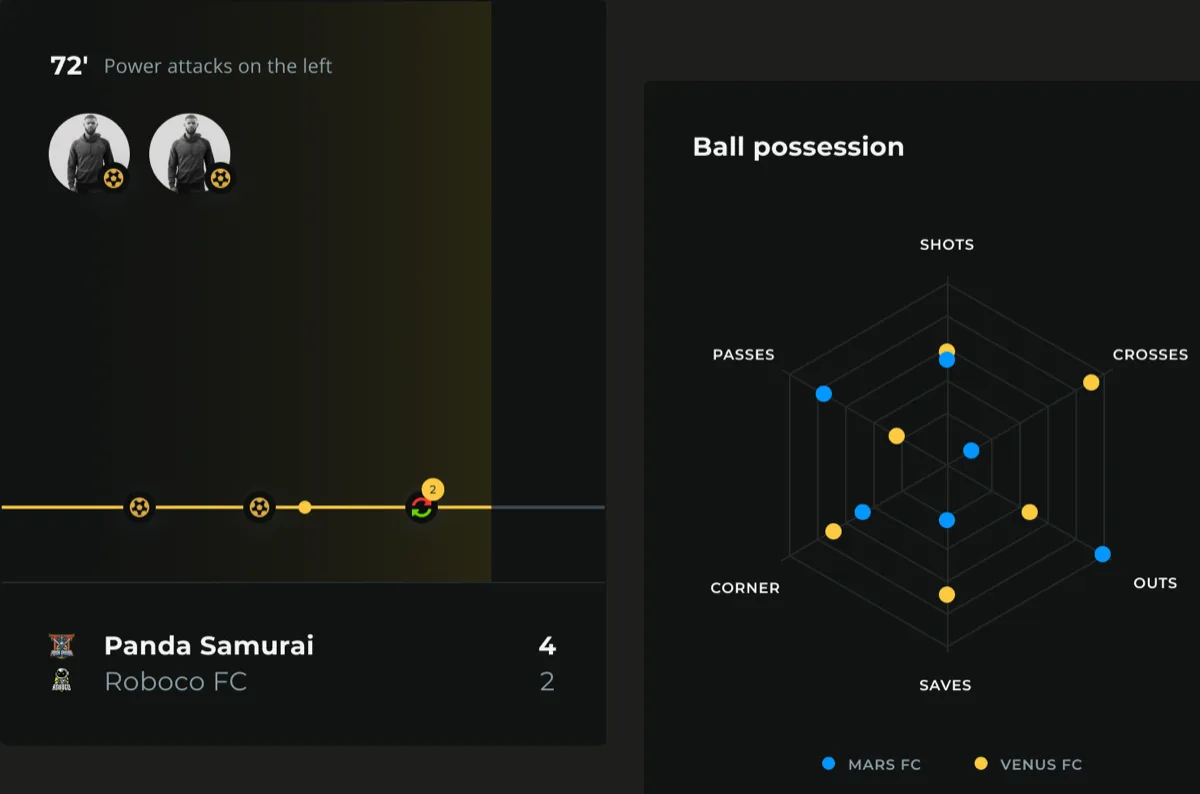 72' Power attacks on the left
2
Panda Samurai 4
Roboco FC 2
Ball possession
SHOTS
PASSES
CROSSES
CORNER
OUTS
SAVES
MARS FC
VENUS FC